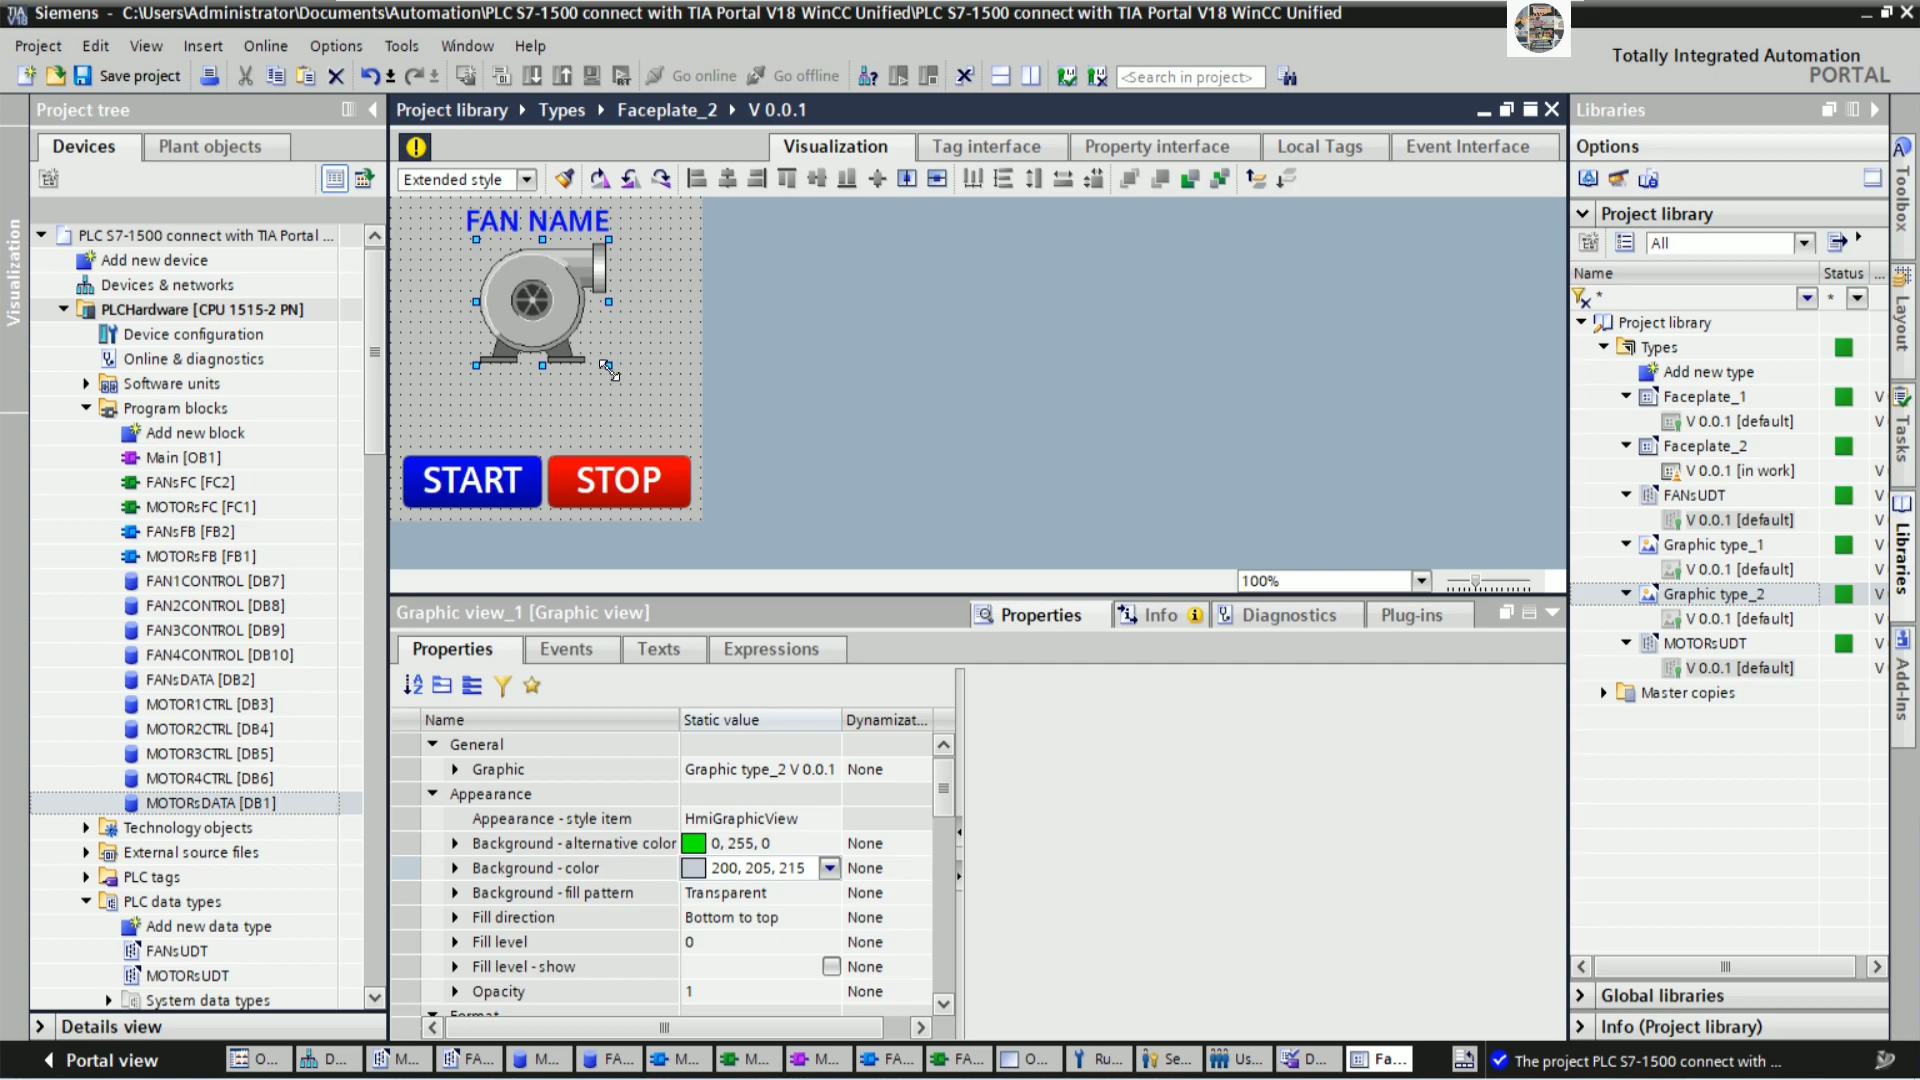 Siemens - C:\Users\Administrator\Documents\Automation\PLC S7-1500 connect with TIA Portal V18 WinCC Unified\PLC S7-1500 connect with TIA Portal V18 WinCC Unified
Project Edit View Insert Online Options Tools Window Help
Totally Integrated Automation
PORTAL
Save project
Go online
Go offline
<Search in project>
Project tree
Devices
Plant objects
Visualization
PLC S7-1500 connect with TIA Portal ...
Add new device
Devices & networks
PLCHardware [CPU 1515-2 PN]
Device configuration
Online & diagnostics
Software units
Program blocks
Add new block
Main [OB1]
FANsFC [FC2]
MOTORsFC [FC1]
FANsFB [FB2]
MOTORsFB [FB1]
FAN1CONTROL [DB7]
FAN2CONTROL [DB8]
FAN3CONTROL [DB9]
FAN4CONTROL [DB10]
FANsDATA [DB2]
MOTOR1CTRL [DB3]
MOTOR2CTRL [DB4]
MOTOR3CTRL [DB5]
MOTOR4CTRL [DB6]
MOTORsDATA [DB1]
Technology objects
External source files
PLC tags
PLC data types
Add new data type
FANsUDT
MOTORsUDT
System data types
Details view
Project library
Types
Faceplate_2
V 0.0.1
Visualization
Tag interface
Property interface
Local Tags
Event Interface
Extended style
FAN NAME
START
STOP
100%
Graphic view_1 [Graphic view]
Properties
Info
Diagnostics
Plug-ins
Properties
Events
Texts
Expressions
Name Static value Dynamizat...
General
Graphic Graphic type_2 V 0.0.1 None
Appearance
Appearance - style item HmiGraphicView
Background - alternative color 0, 255, 0 None
Background - color 200, 205, 215 None
Background - fill pattern Transparent None
Fill direction Bottom to top None
Fill level 0 None
Fill level - show None
Opacity 1 None
Format
Libraries
Options
Project library
All
Name Status ...
* *
Project library
Types
Add new type
Faceplate_1 V
V 0.0.1 [default] V
Faceplate_2 V
V 0.0.1 [in work] V
FANsUDT V
V 0.0.1 [default] V
Graphic type_1 V
V 0.0.1 [default] V
Graphic type_2 V
V 0.0.1 [default] V
MOTORsUDT V
V 0.0.1 [default] V
Master copies
Global libraries
Info (Project library)
Toolbox
Layout
Tasks
Libraries
Add-Ins
Portal view
O... D... M... FA... M... FA... M... M... M... FA... FA... O... Ru... Se... Us... D... Fa...
The project PLC S7-1500 connect with ...